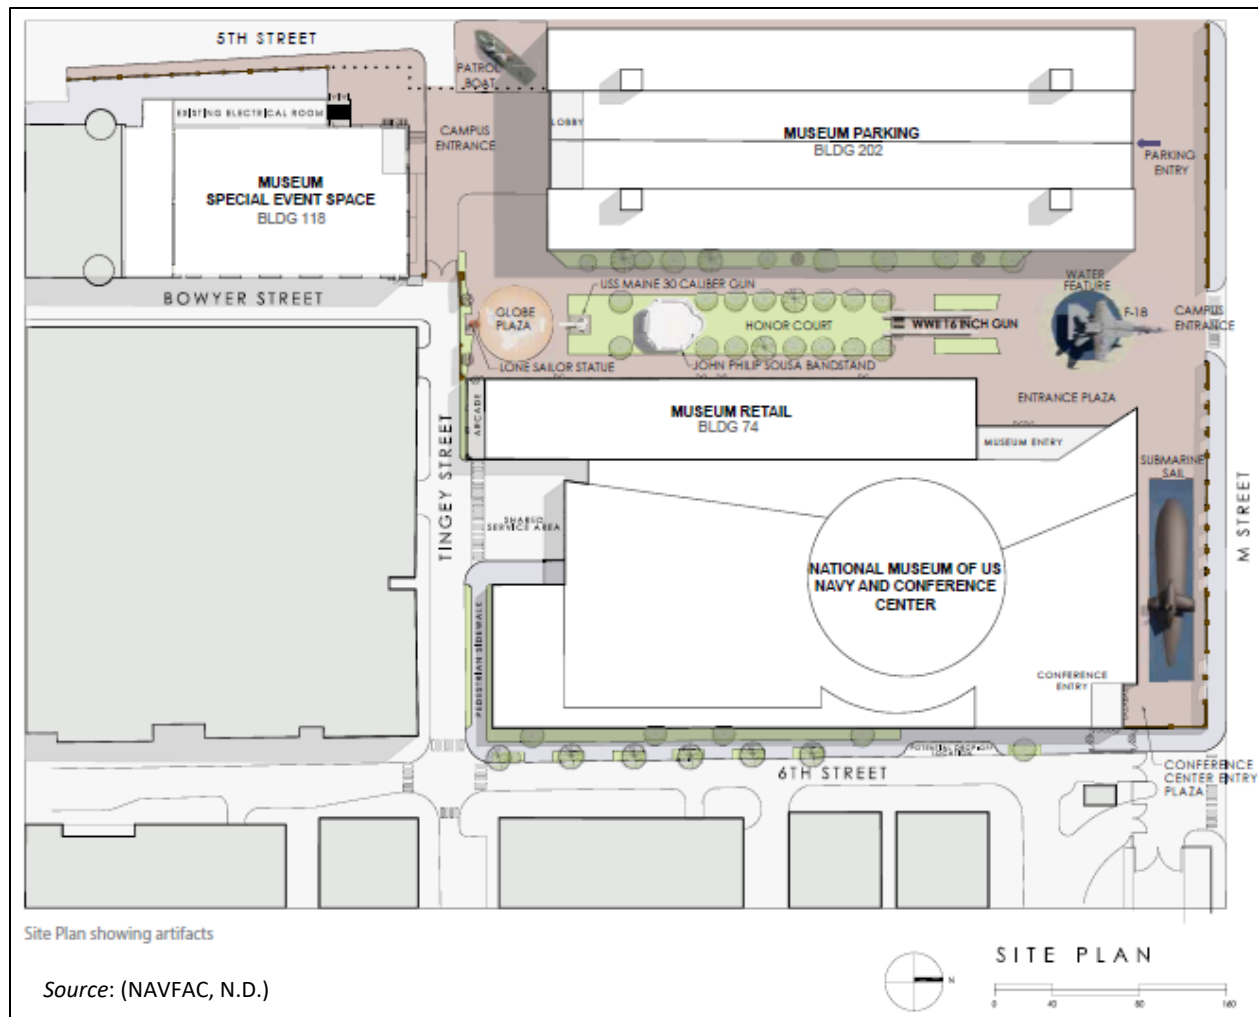 5TH STREET
PATROL
BOAT
EXISTING ELECTRICAL ROOM
CAMPUS
ENTRANCE
LOBBY
MUSEUM PARKING
BLDG 202
PARKING
ENTRY
MUSEUM
SPECIAL EVENT SPACE
BLDG 118
BOWYER STREET
USS MAINE 30 CALIBER GUN
WATER
FEATURE
GLOBE
PLAZA
HONOR COURT
WWII 16 INCH GUN
F-18
CAMPUS
ENTRANCE
LONE SAILOR STATUE
JOHN PHILIP SOUSA BANDSTAND
ARCADE
MUSEUM RETAIL
BLDG 74
ENTRANCE PLAZA
MUSEUM ENTRY
SUBMARINE
SAIL
TINGEY STREET
M STREET
SHARED
SERVICE AREA
NATIONAL MUSEUM OF US
NAVY AND CONFERENCE
CENTER
PEDESTRIAN SIDEWALK
CONFERENCE
ENTRY
POTENTIAL DROP-OFF
LOCATION
6TH STREET
CONFERENCE
CENTER ENTRY
PLAZA
Site Plan showing artifacts
SITE PLAN
N
0 40 80 160
Source: (NAVFAC, N.D.)